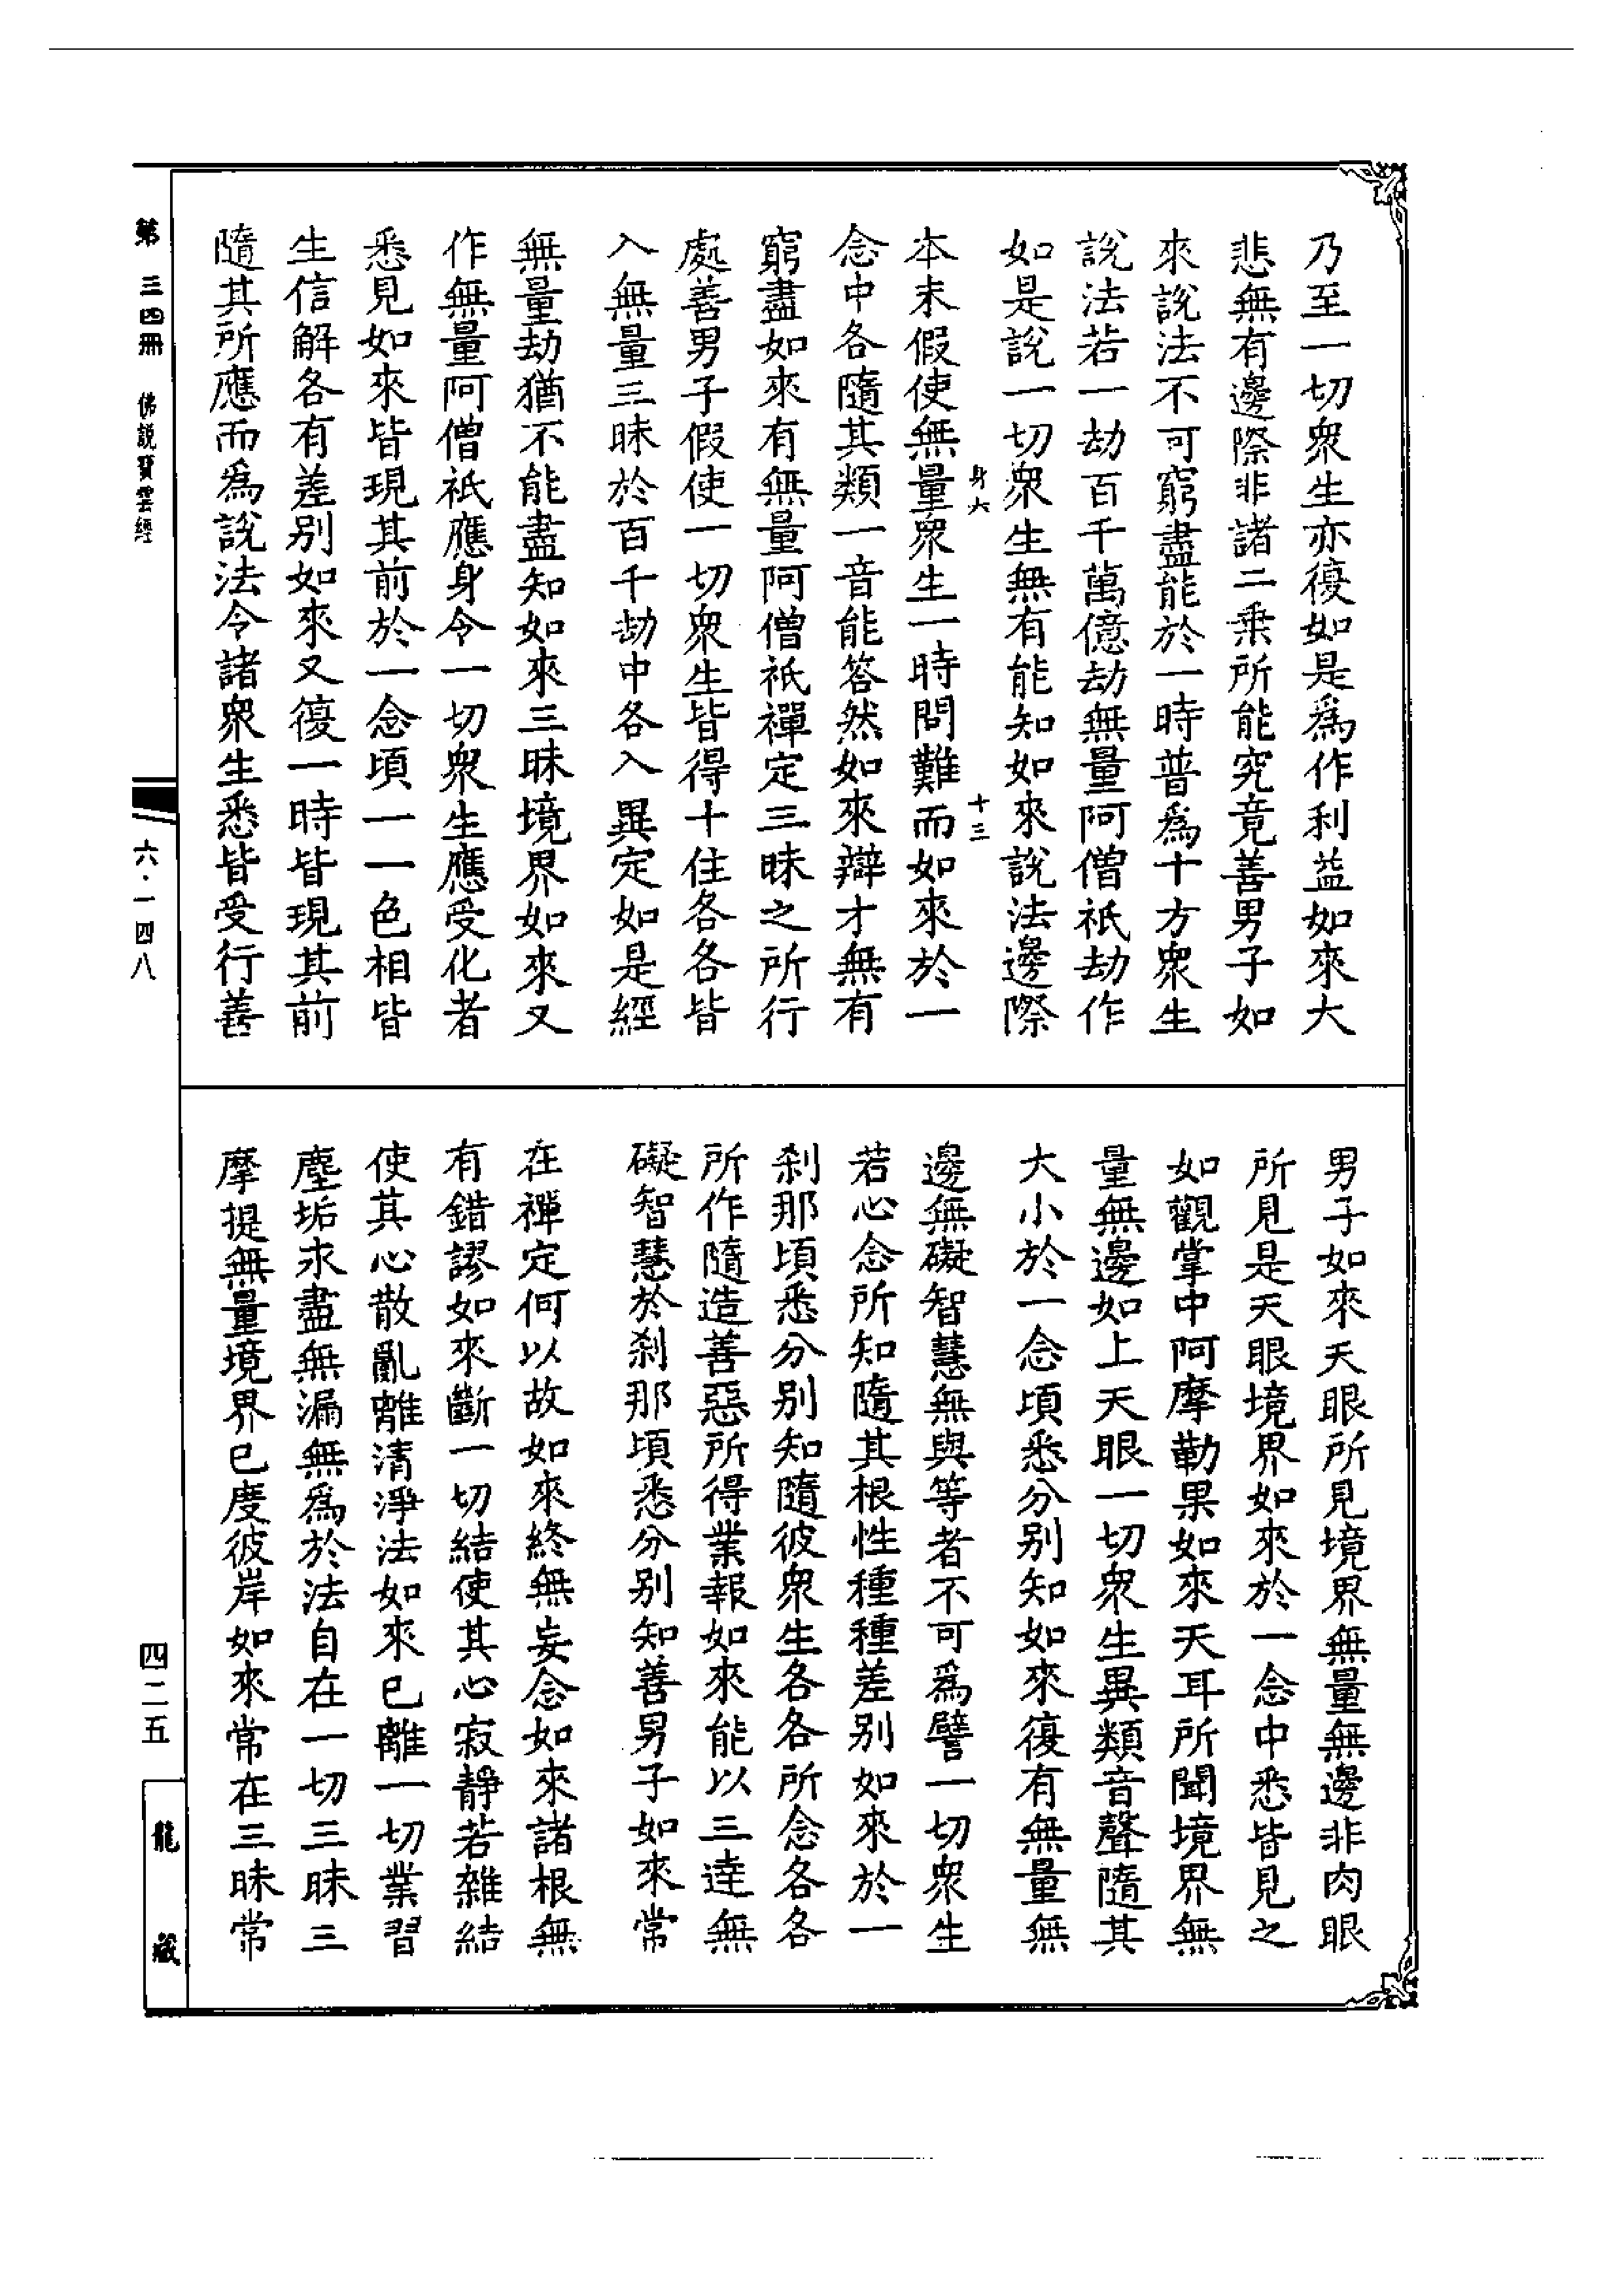 乃至一切衆生亦復如是爲作利益如來大
悲無有邊際非諸二乗所能究竟善男子如
來說法不可窮盡能於一時普爲十方衆生
說法若一劫百千萬億劫無量阿僧祇劫作
如是說一切衆生無有能知如來說法邊際
身六
十三
本末假使無量衆生一時問難而如來於一
念中各隨其類一音能答然如來辯才無有
窮盡如來有無量阿僧祇禪定三昧之所行
處善男子假使一切衆生皆得十住各各皆
入無量三昧於百千劫中各入異定如是經
無量劫猶不能盡知如來三昧境界如來又
作無量阿僧祇應身令一切衆生應受化者
悉見如來皆現其前於一念頃一一色相皆
生信解各有差别如來又復一時皆現其前
隨其所應而爲說法令諸衆生悉皆受行善
男子如來天眼所見境界無量無邊非肉眼
所見是天眼境界如來於一念中悉皆見之
如觀掌中阿摩勒果如來天耳所聞境界無
量無邊如上天眼一切衆生異類音聲隨其
大小於一念頃悉分别知如來復有無量無
邊無礙智慧無與等者不可爲譬一切衆生
若心念所知隨其根性種種差别如來於一
刹那頃悉分别知隨彼衆生各各所念各各
所作隨造善惡所得業報如來能以三達無
礙智慧於刹那頃悉分别知善男子如來常
在禪定何以故如來終無妄念如來諸根無
有錯謬如來斷一切結使其心寂靜若雜結
使其心散亂離清淨法如來已離一切業習
塵垢永盡無漏無爲於法自在一切三昧三
摩提無量境界已度彼岸如來常在三昧常
第三四冊 佛說寶雲經
六·一四八
四二五
龍藏